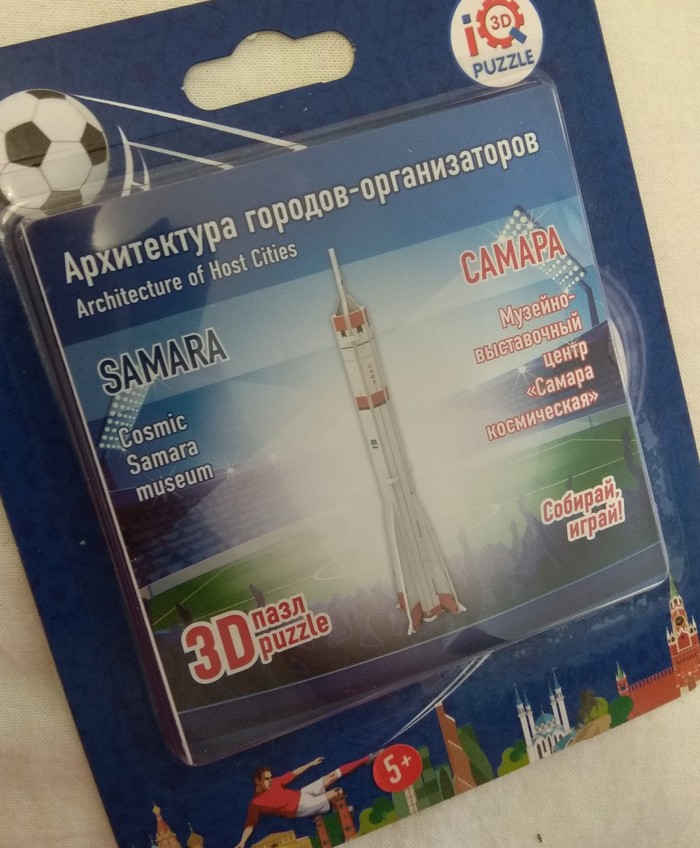 iQ 3D
PUZZLE
Архитектура городов-организаторов
Architecture of Host Cities
SAMARA
Cosmic
Samara
museum
САМАРА
Музейно-
выставочный
центр
«Самара
космическая»
Собирай,
играй!
3D пазл
puzzle
5+